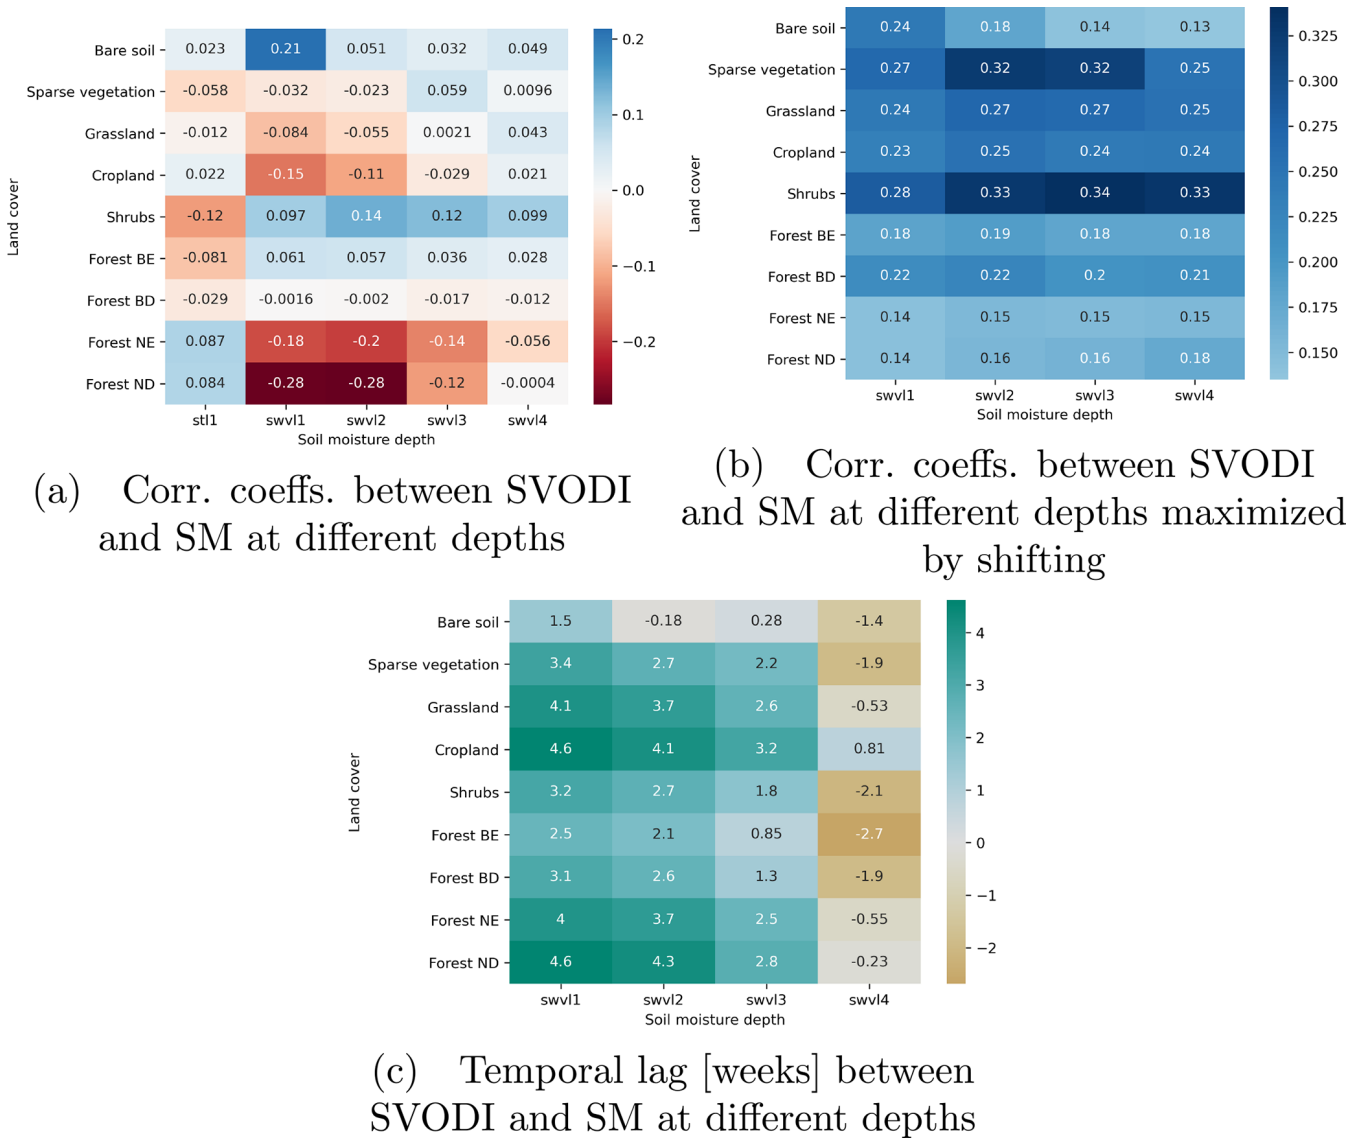 Bare soil 0.023 0.21 0.051 0.032 0.049
Sparse vegetation -0.058 -0.032 -0.023 0.059 0.0096
Grassland -0.012 -0.084 -0.055 0.0021 0.043
Cropland 0.022 -0.15 -0.11 -0.029 0.021
Shrubs -0.12 0.097 0.14 0.12 0.099
Forest BE -0.081 0.061 0.057 0.036 0.028
Forest BD -0.029 -0.0016 -0.002 -0.017 -0.012
Forest NE 0.087 -0.18 -0.2 -0.14 -0.056
Forest ND 0.084 -0.28 -0.28 -0.12 -0.0004
stl1 swvl1 swvl2 swvl3 swvl4
Soil moisture depth
Land cover
0.2
0.1
0.0
−0.1
−0.2
(a) Corr. coeffs. between SVODI
and SM at different depths
Bare soil 0.24 0.18 0.14 0.13
Sparse vegetation 0.27 0.32 0.32 0.25
Grassland 0.24 0.27 0.27 0.25
Cropland 0.23 0.25 0.24 0.24
Shrubs 0.28 0.33 0.34 0.33
Forest BE 0.18 0.19 0.18 0.18
Forest BD 0.22 0.22 0.2 0.21
Forest NE 0.14 0.15 0.15 0.15
Forest ND 0.14 0.16 0.16 0.18
swvl1 swvl2 swvl3 swvl4
Soil moisture depth
Land cover
0.325
0.300
0.275
0.250
0.225
0.200
0.175
0.150
(b) Corr. coeffs. between SVODI
and SM at different depths maximized
by shifting
Bare soil 1.5 -0.18 0.28 -1.4
Sparse vegetation 3.4 2.7 2.2 -1.9
Grassland 4.1 3.7 2.6 -0.53
Cropland 4.6 4.1 3.2 0.81
Shrubs 3.2 2.7 1.8 -2.1
Forest BE 2.5 2.1 0.85 -2.7
Forest BD 3.1 2.6 1.3 -1.9
Forest NE 4 3.7 2.5 -0.55
Forest ND 4.6 4.3 2.8 -0.23
swvl1 swvl2 swvl3 swvl4
Soil moisture depth
Land cover
4
3
2
1
0
−1
−2
(c) Temporal lag [weeks] between
SVODI and SM at different depths